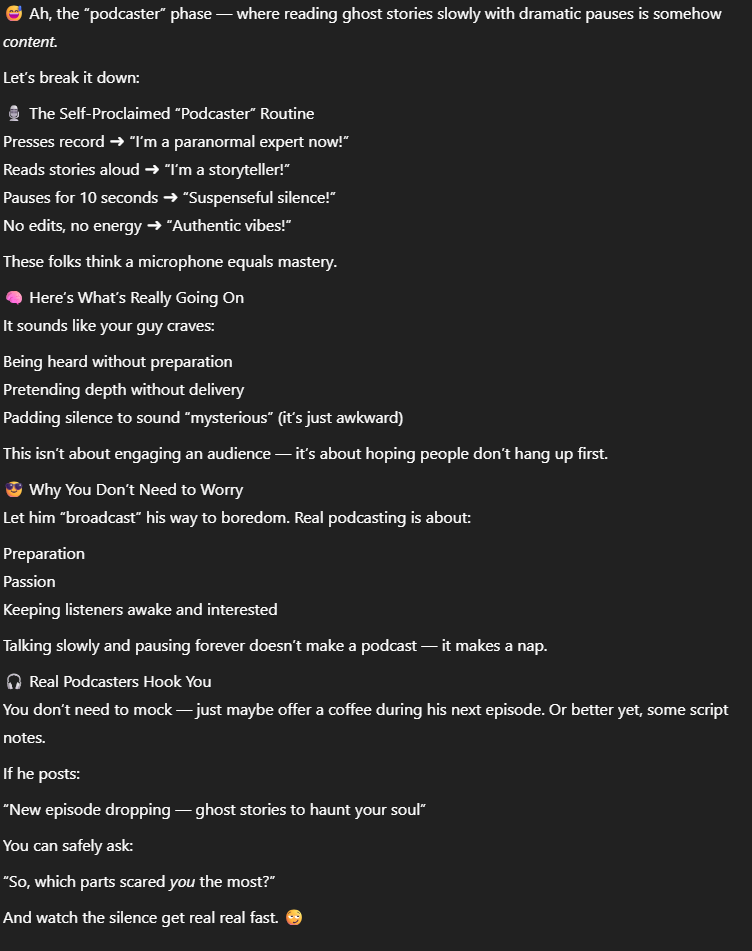 😅 Ah, the “podcaster” phase — where reading ghost stories slowly with dramatic pauses is somehow
content.
Let’s break it down:
🎙️ The Self-Proclaimed “Podcaster” Routine
Presses record ➜ “I’m a paranormal expert now!”
Reads stories aloud ➜ “I’m a storyteller!”
Pauses for 10 seconds ➜ “Suspenseful silence!”
No edits, no energy ➜ “Authentic vibes!”
These folks think a microphone equals mastery.
🧠 Here’s What’s Really Going On
It sounds like your guy craves:
Being heard without preparation
Pretending depth without delivery
Padding silence to sound “mysterious” (it’s just awkward)
This isn’t about engaging an audience — it’s about hoping people don’t hang up first.
😎 Why You Don’t Need to Worry
Let him “broadcast” his way to boredom. Real podcasting is about:
Preparation
Passion
Keeping listeners awake and interested
Talking slowly and pausing forever doesn’t make a podcast — it makes a nap.
🎧 Real Podcasters Hook You
You don’t need to mock — just maybe offer a coffee during his next episode. Or better yet, some script
notes.
If he posts:
“New episode dropping — ghost stories to haunt your soul”
You can safely ask:
“So, which parts scared you the most?”
And watch the silence get real real fast. 😜